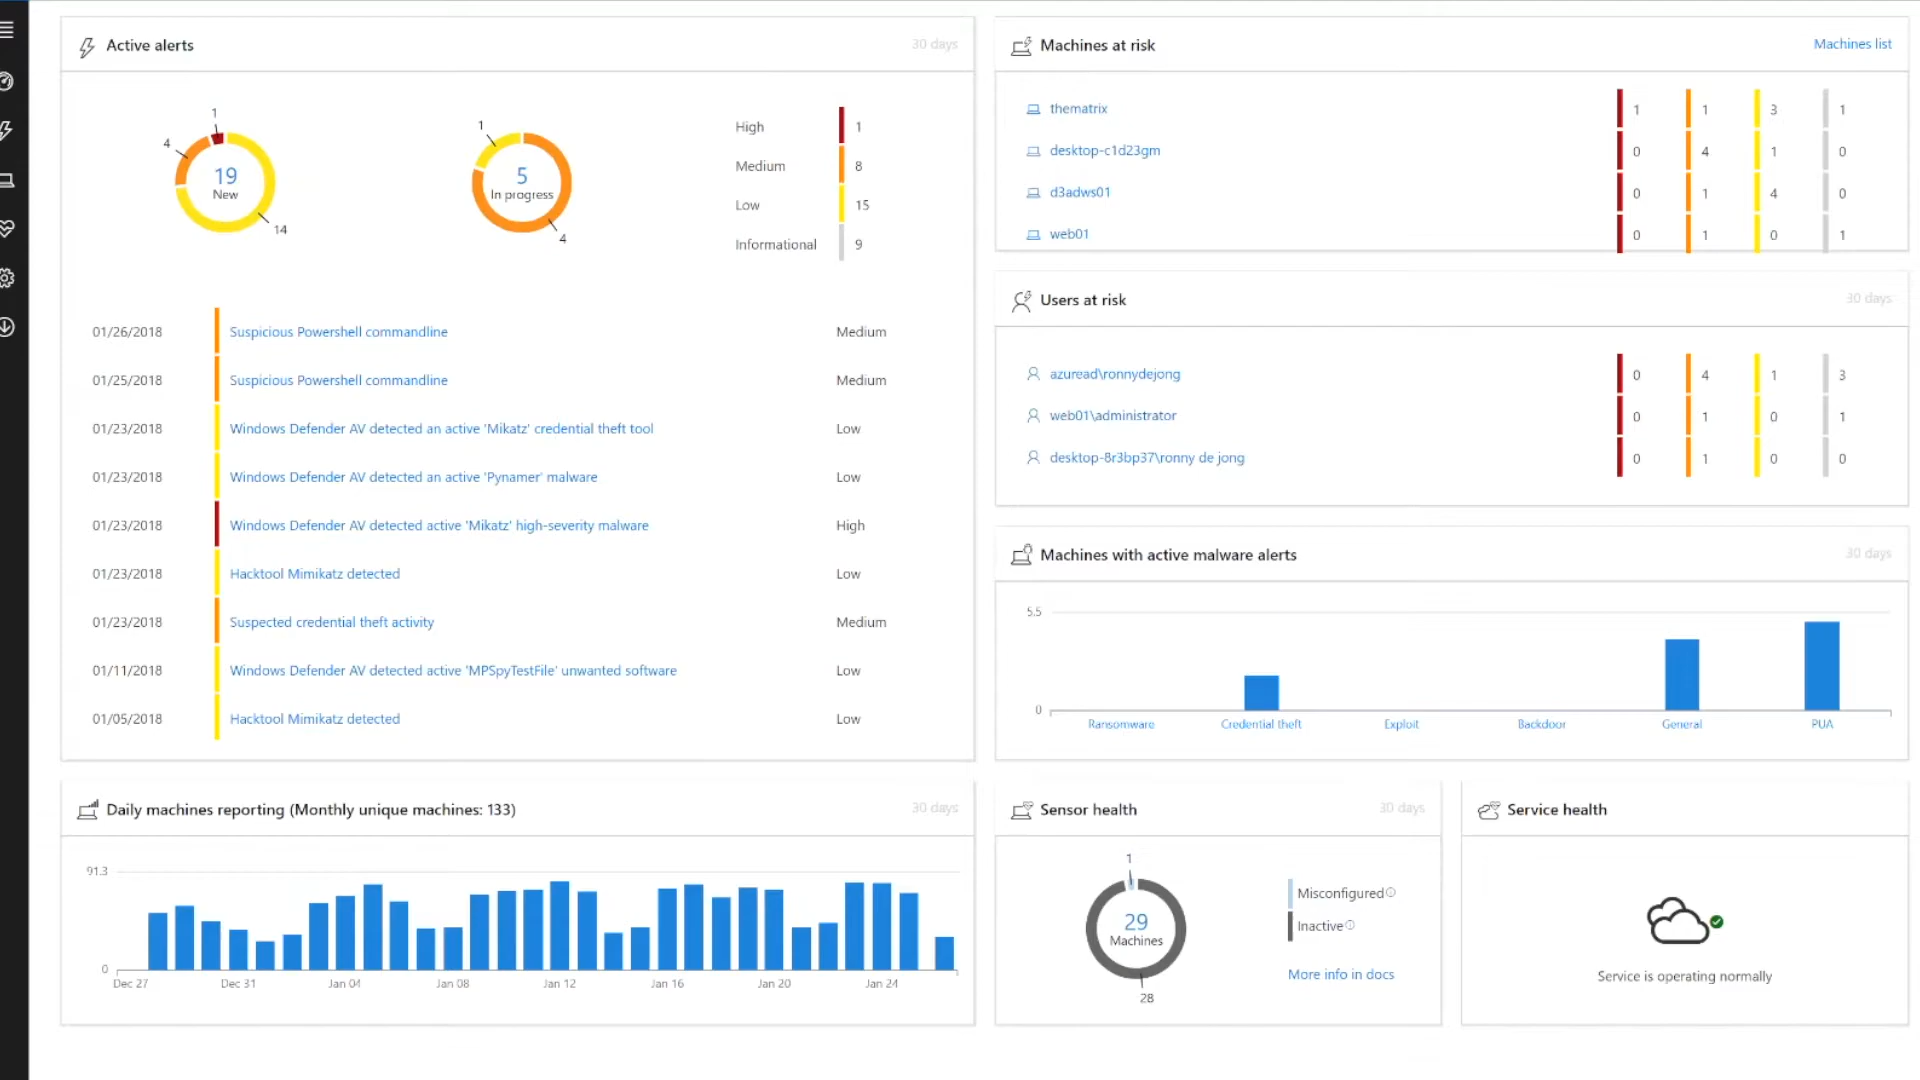 Active alerts
30 days
1
4
19
New
14
1
5
In progress
4
High 1
Medium 8
Low 15
Informational 9
01/26/2018 Suspicious Powershell commandline Medium
01/25/2018 Suspicious Powershell commandline Medium
01/23/2018 Windows Defender AV detected an active 'Mikatz' credential theft tool Low
01/23/2018 Windows Defender AV detected an active 'Pynamer' malware Low
01/23/2018 Windows Defender AV detected active 'Mikatz' high-severity malware High
01/23/2018 Hacktool Mimikatz detected Low
01/23/2018 Suspected credential theft activity Medium
01/11/2018 Windows Defender AV detected active 'MPSpyTestFile' unwanted software Low
01/05/2018 Hacktool Mimikatz detected Low
Machines at risk
Machines list
thematrix 1 1 3 1
desktop-c1d23gm 0 4 1 0
d3adws01 0 1 4 0
web01 0 1 0 1
Users at risk
30 days
azuread\ronnydejong 0 4 1 3
web01\administrator 0 1 0 1
desktop-8r3bp37\ronny de jong 0 1 0 0
Machines with active malware alerts
30 days
5.5
0
Ransomware Credential theft Exploit Backdoor General PUA
Daily machines reporting (Monthly unique machines: 133)
30 days
91.3
0
Dec 27 Dec 31 Jan 04 Jan 08 Jan 12 Jan 16 Jan 20 Jan 24
Sensor health
30 days
1
29
Machines
28
Misconfigured
Inactive
More info in docs
Service health
Service is operating normally